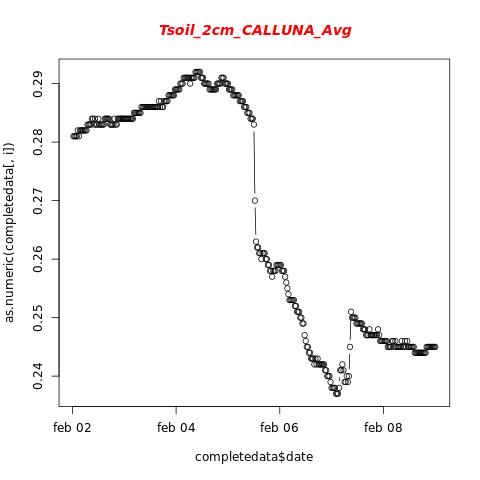 Tsoil_2cm_CALLUNA_Avg
as.numeric(completedata[, i])
0.29
0.28
0.27
0.26
0.25
0.24
feb 02 feb 04 feb 06 feb 08
completedata$date